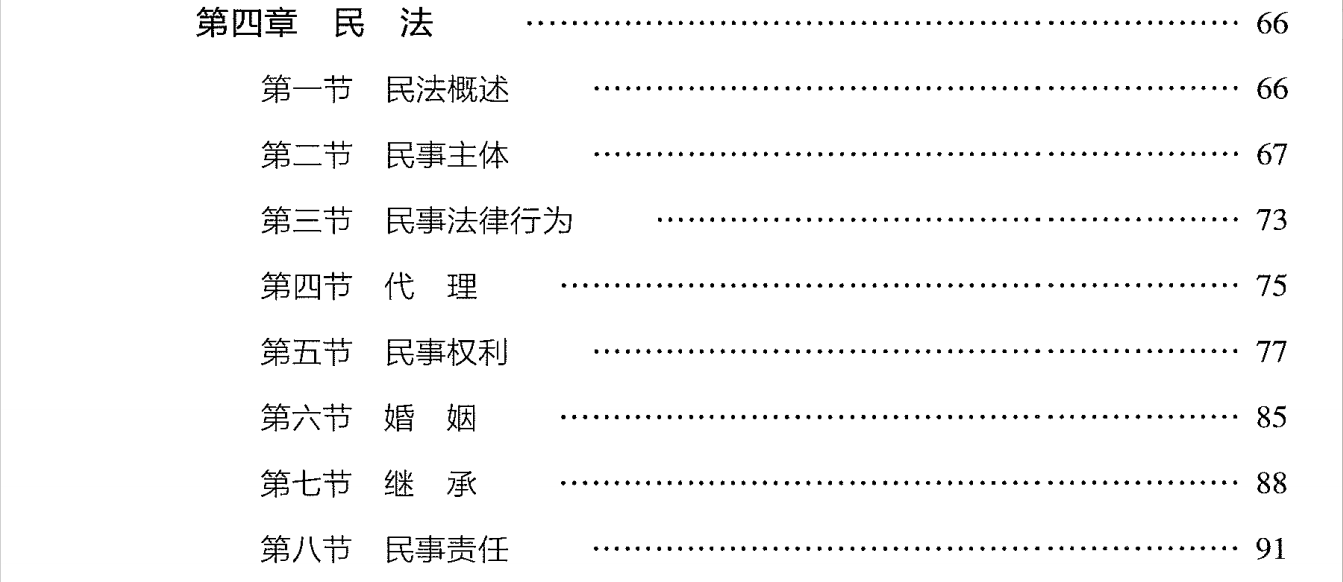 第四章 民 法 …… 66
第一节 民法概述 …… 66
第二节 民事主体 …… 67
第三节 民事法律行为 …… 73
第四节 代 理 …… 75
第五节 民事权利 …… 77
第六节 婚 姻 …… 85
第七节 继 承 …… 88
第八节 民事责任 …… 91